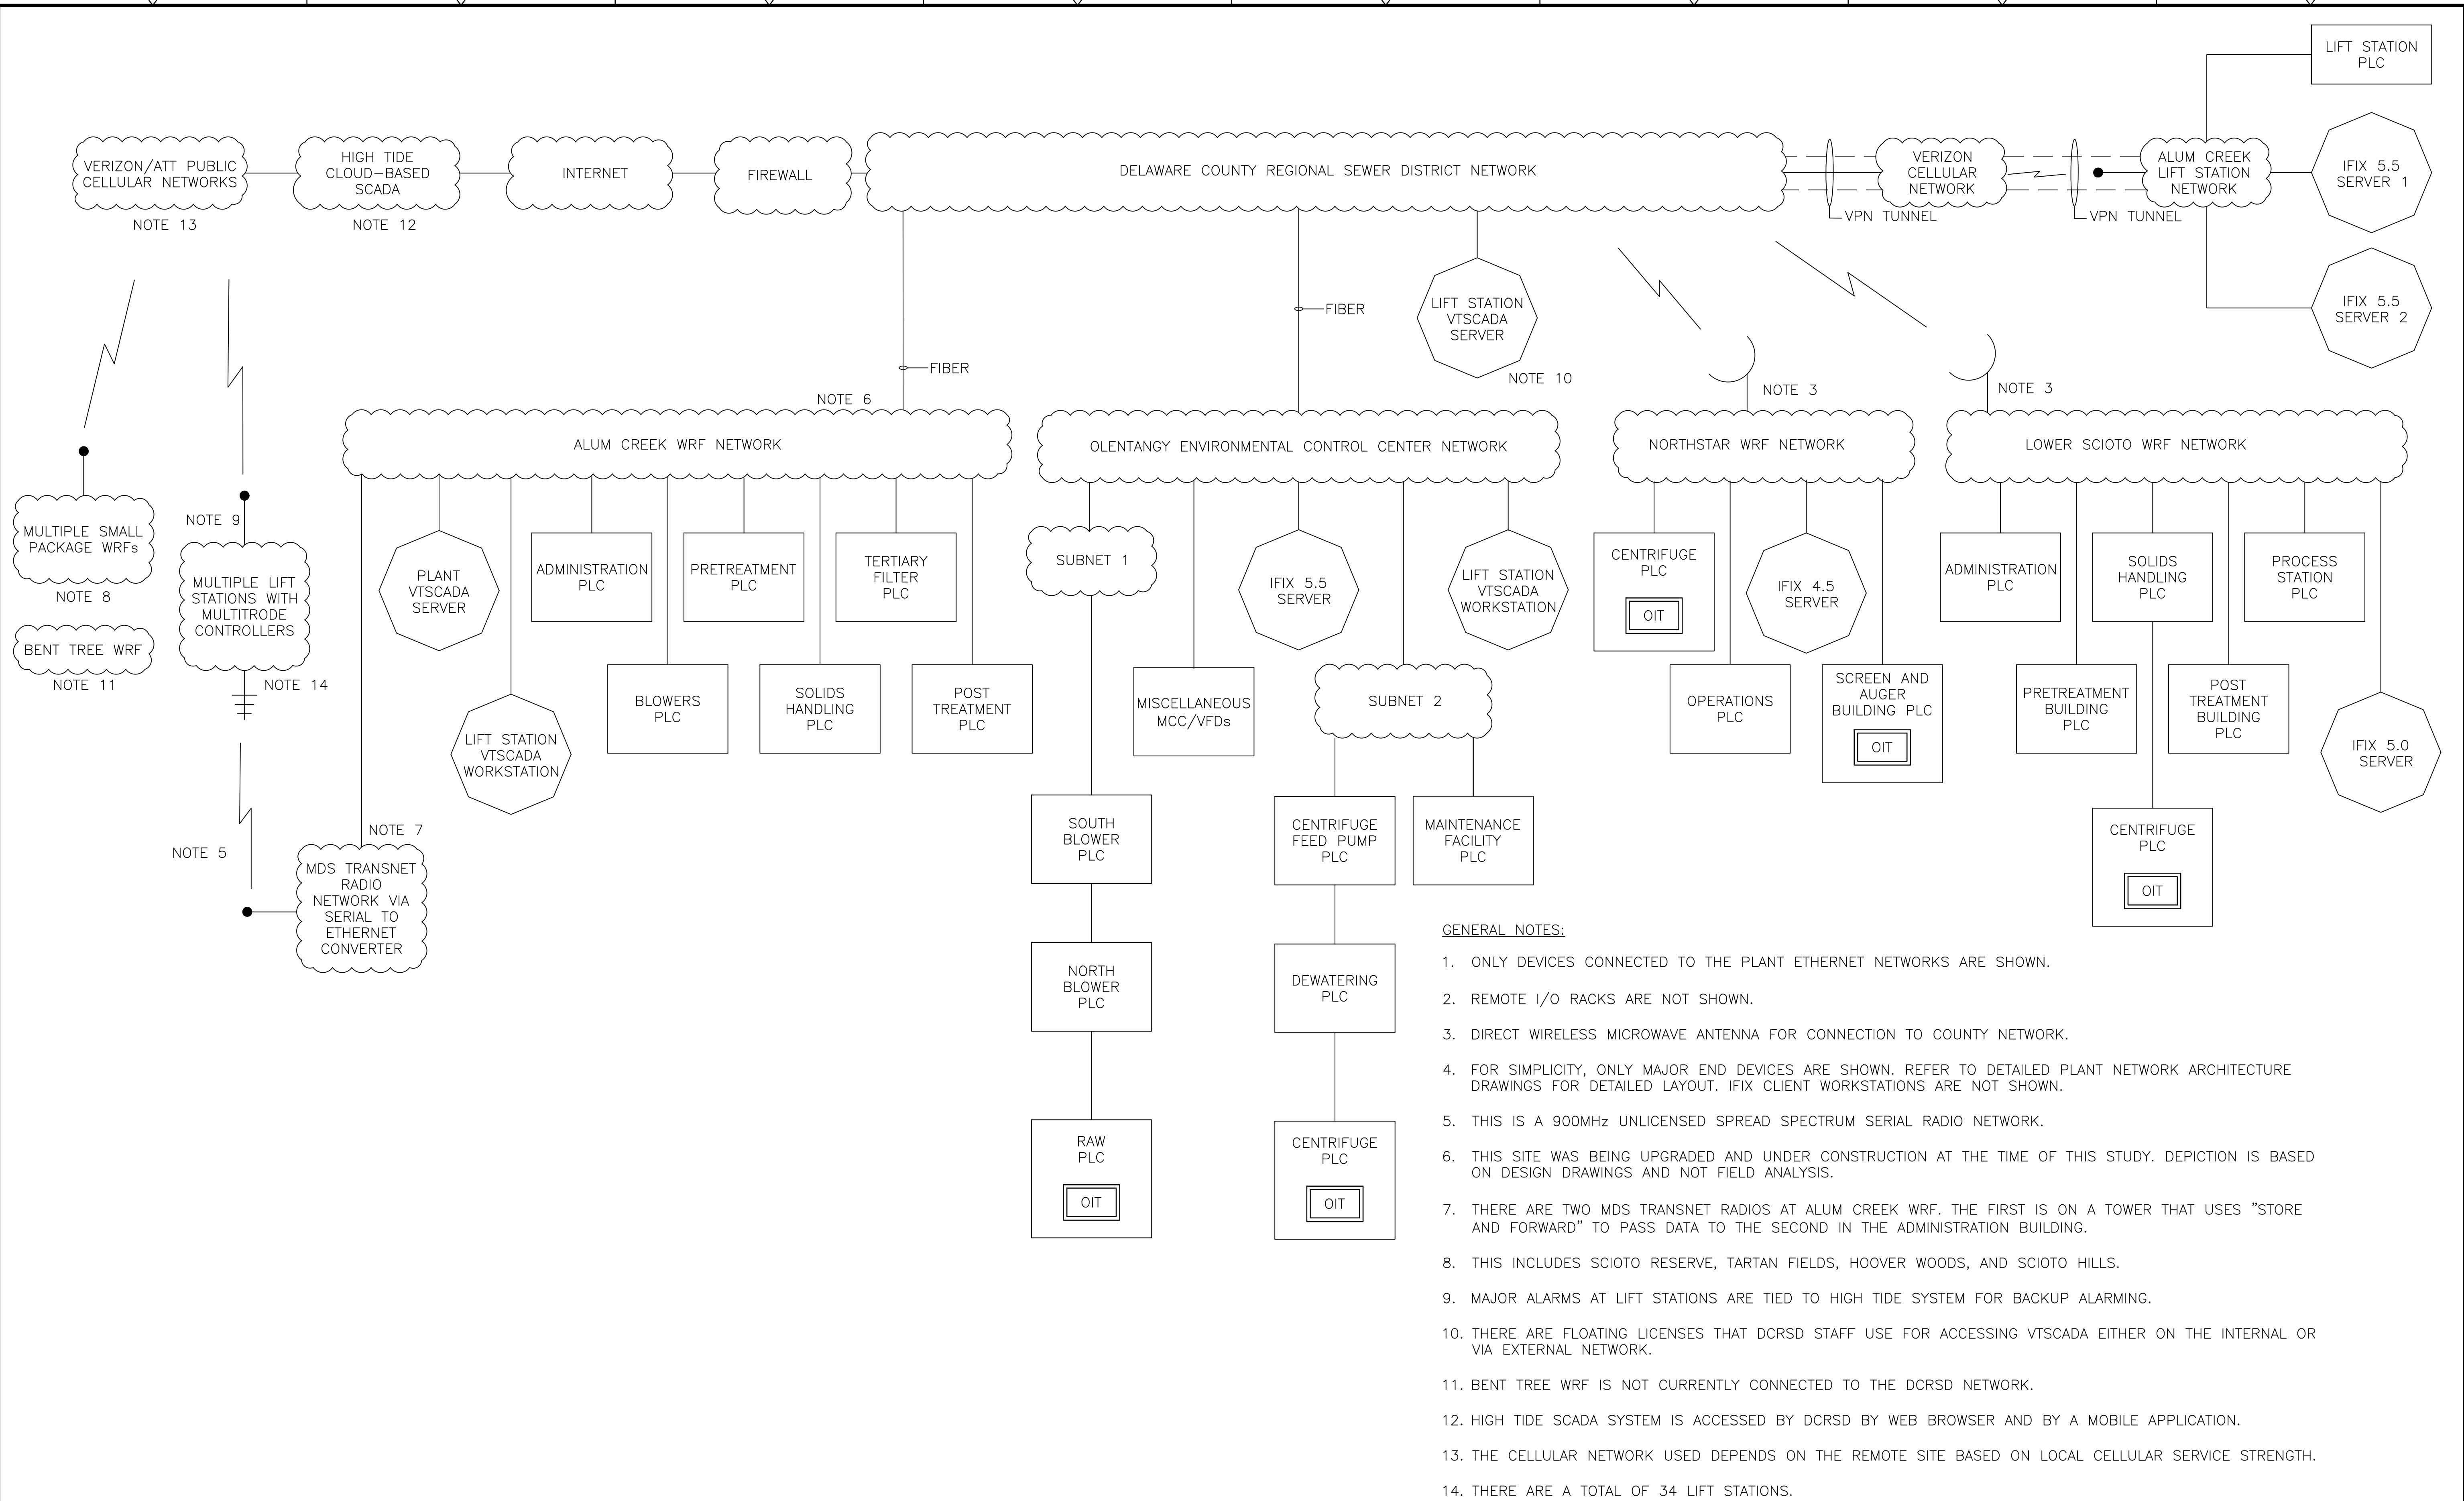 LIFT STATION
PLC
VERIZON/ATT PUBLIC
CELLULAR NETWORKS
NOTE 13
HIGH TIDE
CLOUD-BASED
SCADA
NOTE 12
INTERNET
FIREWALL
DELAWARE COUNTY REGIONAL SEWER DISTRICT NETWORK
VPN TUNNEL
VERIZON
CELLULAR
NETWORK
VPN TUNNEL
ALUM CREEK
LIFT STATION
NETWORK
IFIX 5.5
SERVER 1
IFIX 5.5
SERVER 2
FIBER
FIBER
LIFT STATION
VTSCADA
SERVER
NOTE 10
NOTE 3
NOTE 3
NOTE 6
ALUM CREEK WRF NETWORK
OLENTANGY ENVIRONMENTAL CONTROL CENTER NETWORK
NORTHSTAR WRF NETWORK
LOWER SCIOTO WRF NETWORK
MULTIPLE SMALL
PACKAGE WRFs
NOTE 8
BENT TREE WRF
NOTE 11
NOTE 9
MULTIPLE LIFT
STATIONS WITH
MULTITRODE
CONTROLLERS
NOTE 14
NOTE 5
NOTE 7
MDS TRANSNET
RADIO
NETWORK VIA
SERIAL TO
ETHERNET
CONVERTER
PLANT
VTSCADA
SERVER
LIFT STATION
VTSCADA
WORKSTATION
ADMINISTRATION
PLC
BLOWERS
PLC
PRETREATMENT
PLC
SOLIDS
HANDLING
PLC
TERTIARY
FILTER
PLC
POST
TREATMENT
PLC
SUBNET 1
SOUTH
BLOWER
PLC
NORTH
BLOWER
PLC
RAW
PLC
OIT
MISCELLANEOUS
MCC/VFDs
IFIX 5.5
SERVER
SUBNET 2
CENTRIFUGE
FEED PUMP
PLC
DEWATERING
PLC
CENTRIFUGE
PLC
OIT
MAINTENANCE
FACILITY
PLC
LIFT STATION
VTSCADA
WORKSTATION
CENTRIFUGE
PLC
OIT
OPERATIONS
PLC
IFIX 4.5
SERVER
SCREEN AND
AUGER
BUILDING PLC
OIT
ADMINISTRATION
PLC
PRETREATMENT
BUILDING
PLC
SOLIDS
HANDLING
PLC
CENTRIFUGE
PLC
OIT
POST
TREATMENT
BUILDING
PLC
PROCESS
STATION
PLC
IFIX 5.0
SERVER
GENERAL NOTES:
1. ONLY DEVICES CONNECTED TO THE PLANT ETHERNET NETWORKS ARE SHOWN.
2. REMOTE I/O RACKS ARE NOT SHOWN.
3. DIRECT WIRELESS MICROWAVE ANTENNA FOR CONNECTION TO COUNTY NETWORK.
4. FOR SIMPLICITY, ONLY MAJOR END DEVICES ARE SHOWN. REFER TO DETAILED PLANT NETWORK ARCHITECTURE
DRAWINGS FOR DETAILED LAYOUT. IFIX CLIENT WORKSTATIONS ARE NOT SHOWN.
5. THIS IS A 900MHz UNLICENSED SPREAD SPECTRUM SERIAL RADIO NETWORK.
6. THIS SITE WAS BEING UPGRADED AND UNDER CONSTRUCTION AT THE TIME OF THIS STUDY. DEPICTION IS BASED
ON DESIGN DRAWINGS AND NOT FIELD ANALYSIS.
7. THERE ARE TWO MDS TRANSNET RADIOS AT ALUM CREEK WRF. THE FIRST IS ON A TOWER THAT USES "STORE
AND FORWARD" TO PASS DATA TO THE SECOND IN THE ADMINISTRATION BUILDING.
8. THIS INCLUDES SCIOTO RESERVE, TARTAN FIELDS, HOOVER WOODS, AND SCIOTO HILLS.
9. MAJOR ALARMS AT LIFT STATIONS ARE TIED TO HIGH TIDE SYSTEM FOR BACKUP ALARMING.
10. THERE ARE FLOATING LICENSES THAT DCRSD STAFF USE FOR ACCESSING VTSCADA EITHER ON THE INTERNAL OR
VIA EXTERNAL NETWORK.
11. BENT TREE WRF IS NOT CURRENTLY CONNECTED TO THE DCRSD NETWORK.
12. HIGH TIDE SCADA SYSTEM IS ACCESSED BY DCRSD BY WEB BROWSER AND BY A MOBILE APPLICATION.
13. THE CELLULAR NETWORK USED DEPENDS ON THE REMOTE SITE BASED ON LOCAL CELLULAR SERVICE STRENGTH.
14. THERE ARE A TOTAL OF 34 LIFT STATIONS.